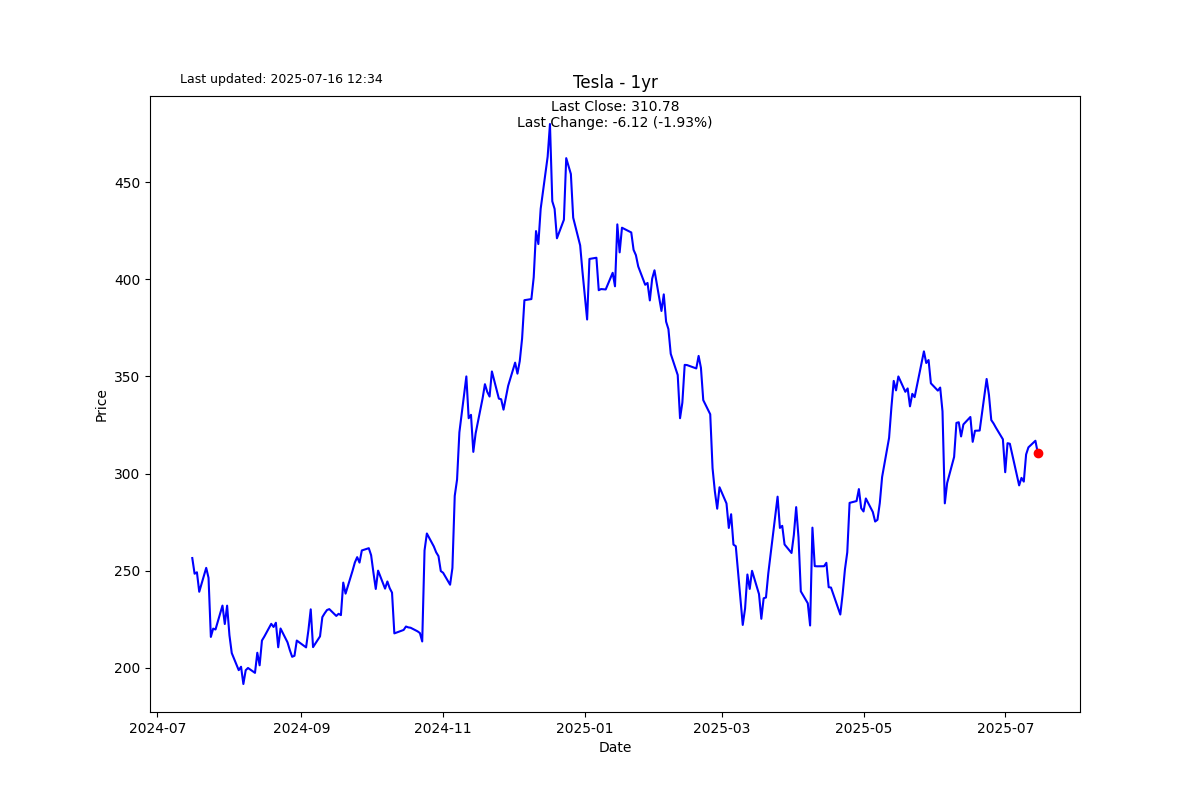 Last updated: 2025-07-16 12:34
Tesla - 1yr
Last Close: 310.78
Last Change: -6.12 (-1.93%)
450
400
350
300
250
200
Price
2024-07
2024-09
2024-11
2025-01
2025-03
2025-05
2025-07
Date